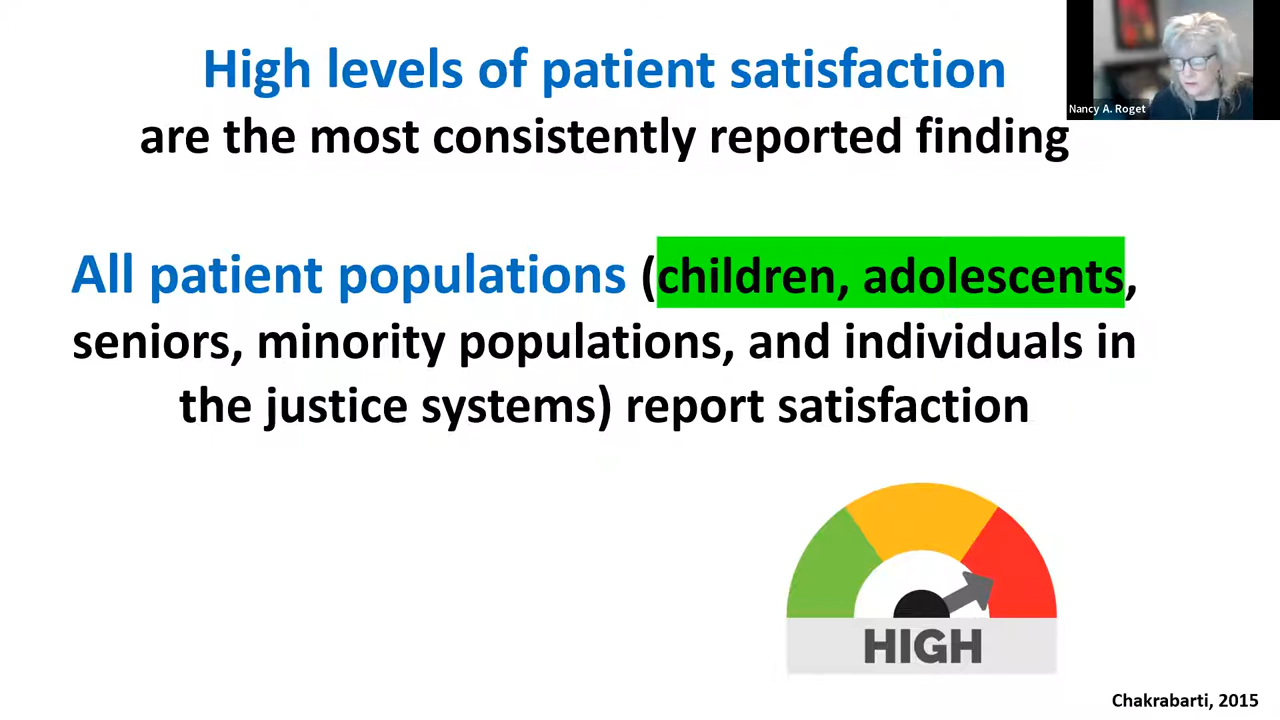 High levels of patient satisfaction
are the most consistently reported finding
Nancy A. Roget
All patient populations (children, adolescents,
seniors, minority populations, and individuals in
the justice systems) report satisfaction
HIGH
Chakrabarti, 2015